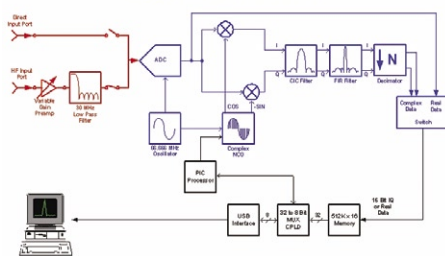 Direct
Input Port
HF Input
Port
Variable
Gain
Preamp
30 MHz
Low Pass
Filter
ADC
66.666 MHz
Oscillator
COS
-SIN
Complex
NCO
I
Q
CIC Filter
I
Q
FIR Filter
I
Q
N
Decimator
Complex
Data
Real
Data
Switch
PIC
Processor
16 Bit IQ
or Real
Data
USB
Interface
8
32 to 8 Bit
MUX
CPLD
32
512K x 16
Memory